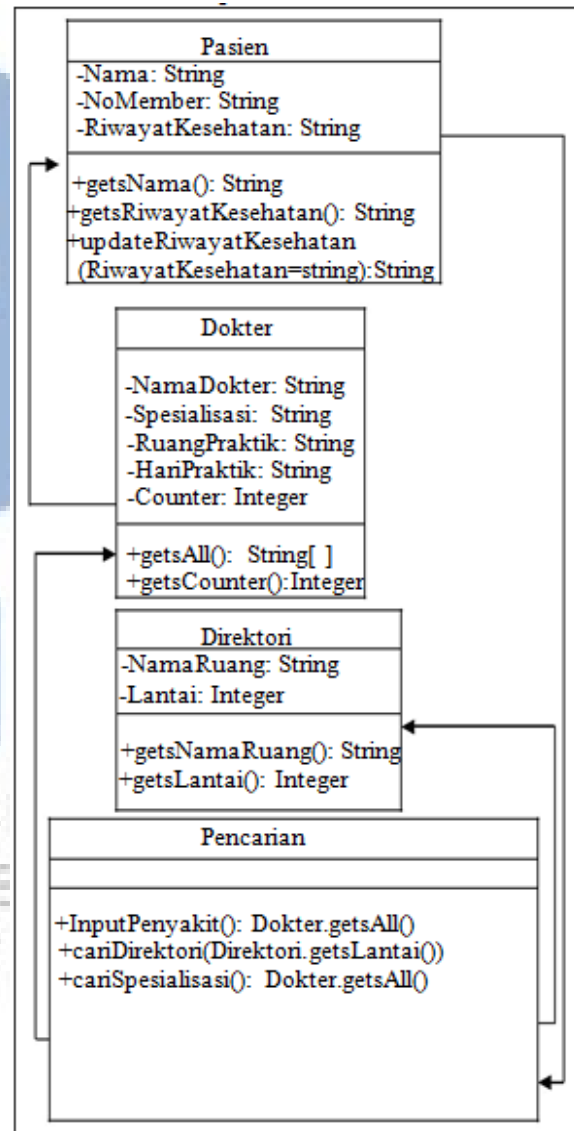 Pasien
-Nama: String
-NoMember: String
-RiwayatKesehatan: String
+getsNama(): String
+getsRiwayatKesehatan(): String
+updateRiwayatKesehatan
(RiwayatKesehatan=string):String
Dokter
-NamaDokter: String
-Spesialisasi: String
-RuangPraktik: String
-HariPraktik: String
-Counter: Integer
+getsAll(): String[ ]
+getsCounter():Integer
Direktori
-NamaRuang: String
-Lantai: Integer
+getsNamaRuang(): String
+getsLantai(): Integer
Pencarian
+InputPenyakit(): Dokter.getsAll()
+cariDirektori(Direktori.getsLantai())
+cariSpesialisasi(): Dokter.getsAll()